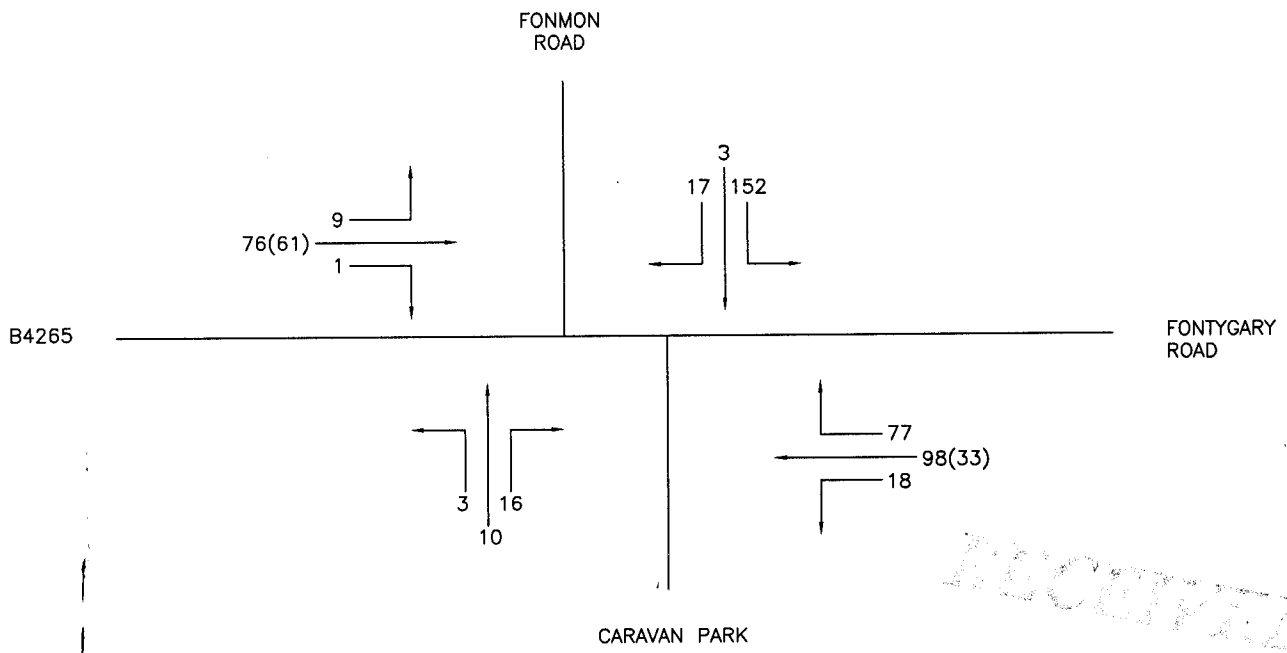 FONMON
ROAD
3
17 152
9
76(61)
1
B4265
FONTYGARY
ROAD
77
98(33)
18
3 16
10
RECEIVED
CARAVAN PARK